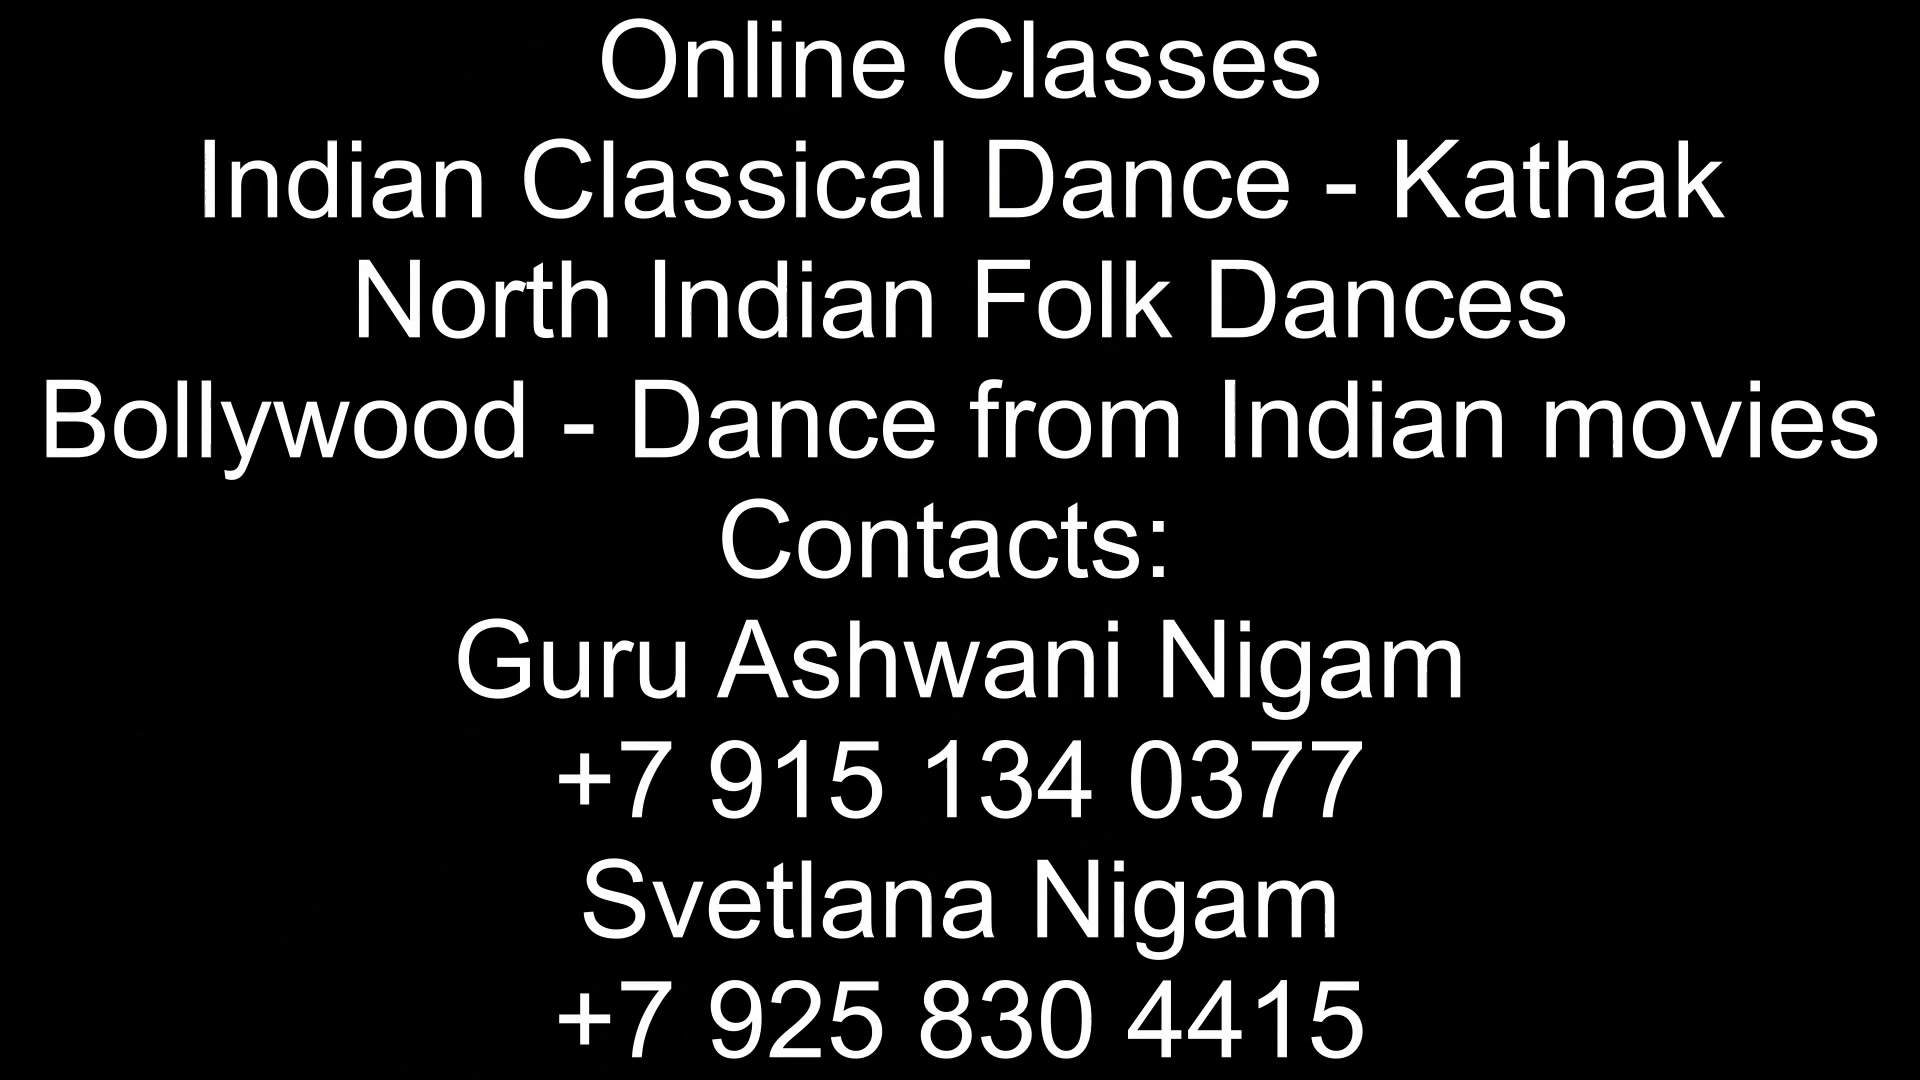 Online Classes
Indian Classical Dance - Kathak
North Indian Folk Dances
Bollywood - Dance from Indian movies
Contacts:
Guru Ashwani Nigam
+7 915 134 0377
Svetlana Nigam
+7 925 830 4415